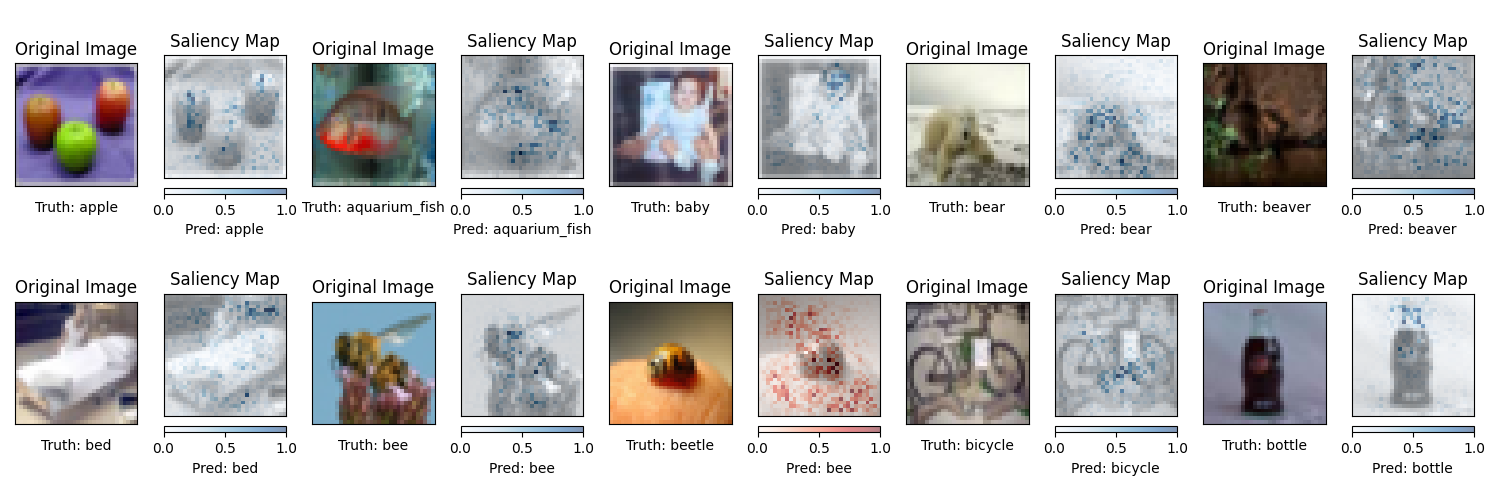 Original Image
Saliency Map
Original Image
Saliency Map
Original Image
Saliency Map
Original Image
Saliency Map
Original Image
Saliency Map
Truth: apple
0.0 0.5 1.0
Pred: apple
Truth: aquarium_fish
0.0 0.5 1.0
Pred: aquarium_fish
Truth: baby
0.0 0.5 1.0
Pred: baby
Truth: bear
0.0 0.5 1.0
Pred: bear
Truth: beaver
0.0 0.5 1.0
Pred: beaver
Original Image
Saliency Map
Original Image
Saliency Map
Original Image
Saliency Map
Original Image
Saliency Map
Original Image
Saliency Map
Truth: bed
0.0 0.5 1.0
Pred: bed
Truth: bee
0.0 0.5 1.0
Pred: bee
Truth: beetle
0.0 0.5 1.0
Pred: bee
Truth: bicycle
0.0 0.5 1.0
Pred: bicycle
Truth: bottle
0.0 0.5 1.0
Pred: bottle